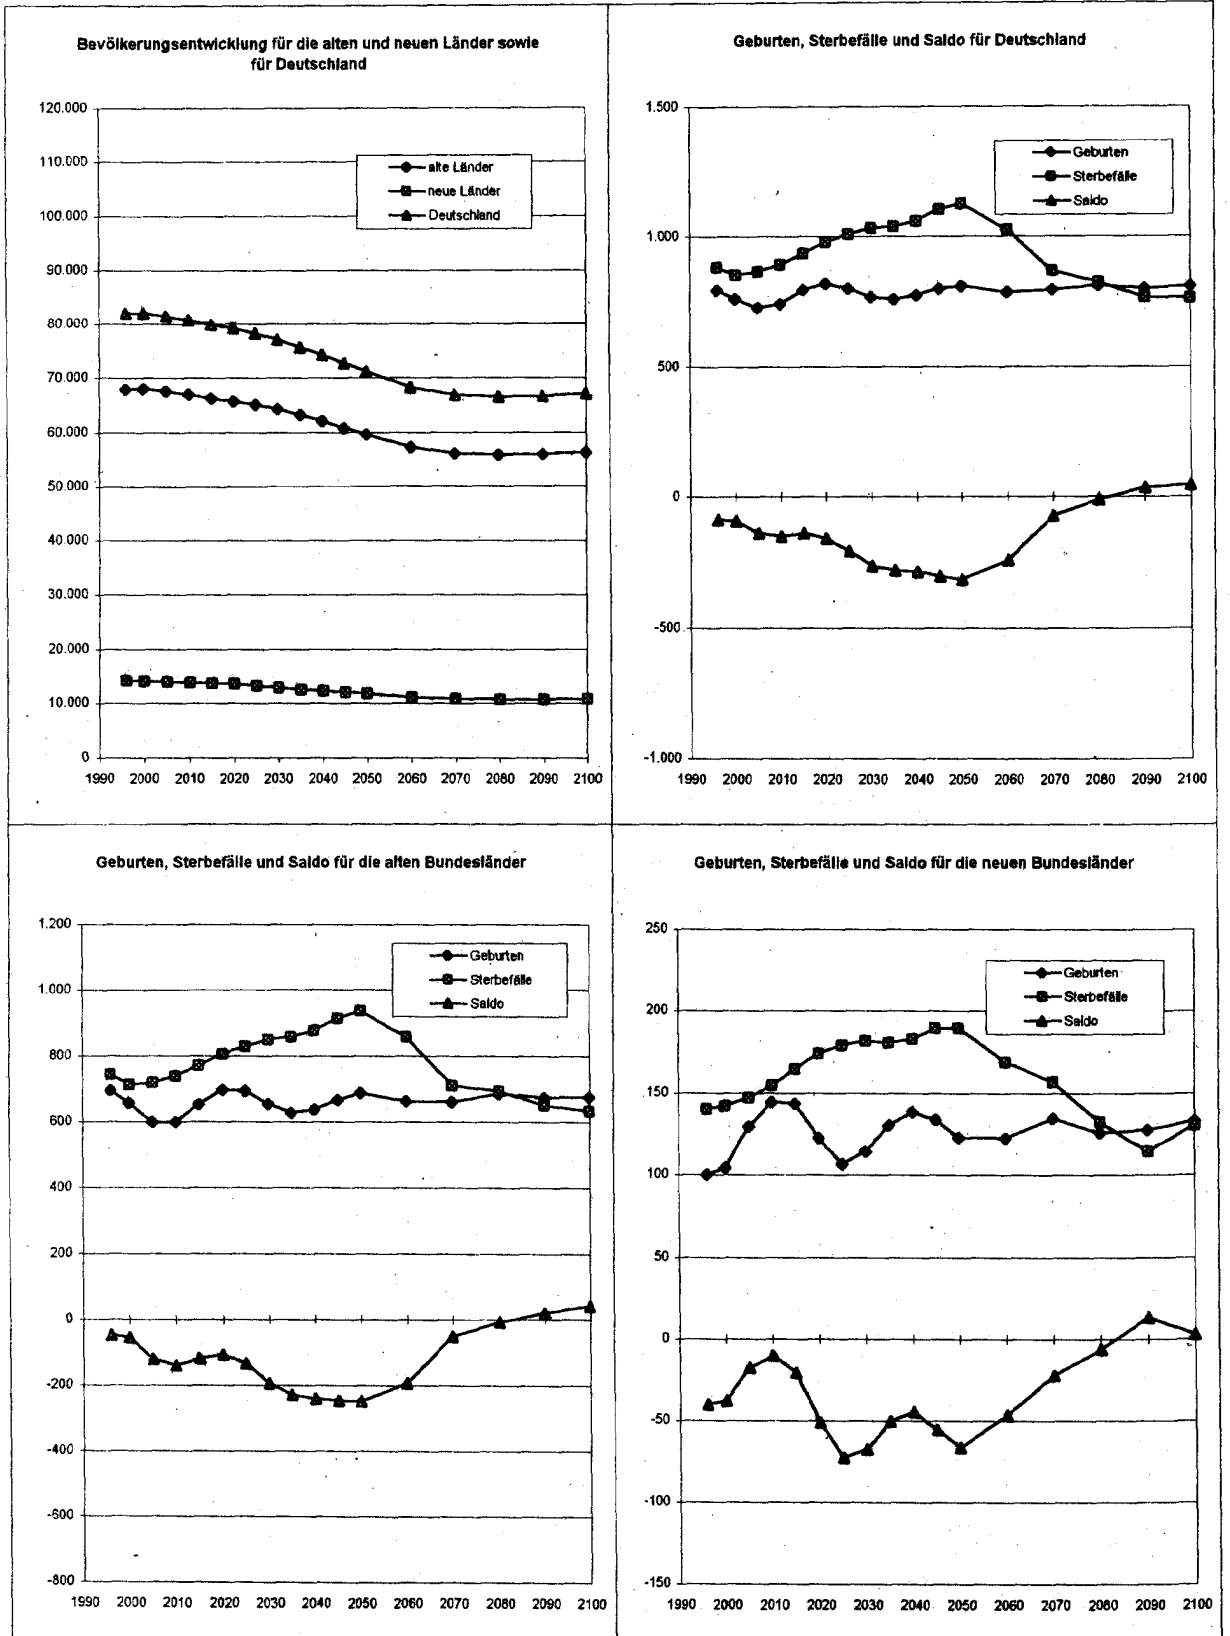 Bevölkerungsentwicklung für die alten und neuen Länder sowie
für Deutschland
120.000
110.000
100.000
90.000
80.000
70.000
60.000
50.000
40.000
30.000
20.000
10.000
0
alte Länder
neue Länder
Deutschland
1990 2000 2010 2020 2030 2040 2050 2060 2070 2080 2090 2100
Geburten, Sterbefälle und Saldo für Deutschland
1.500
1.000
500
0
-500
-1.000
Geburten
Sterbefälle
Saldo
1990 2000 2010 2020 2030 2040 2050 2060 2070 2080 2090 2100
Geburten, Sterbefälle und Saldo für die alten Bundesländer
1.200
1.000
800
600
400
200
0
-200
-400
-600
-800
Geburten
Sterbefälle
Saldo
1990 2000 2010 2020 2030 2040 2050 2060 2070 2080 2090 2100
Geburten, Sterbefälle und Saldo für die neuen Bundesländer
250
200
150
100
50
0
-50
-100
-150
Geburten
Sterbefälle
Saldo
1990 2000 2010 2020 2030 2040 2050 2060 2070 2080 2090 2100